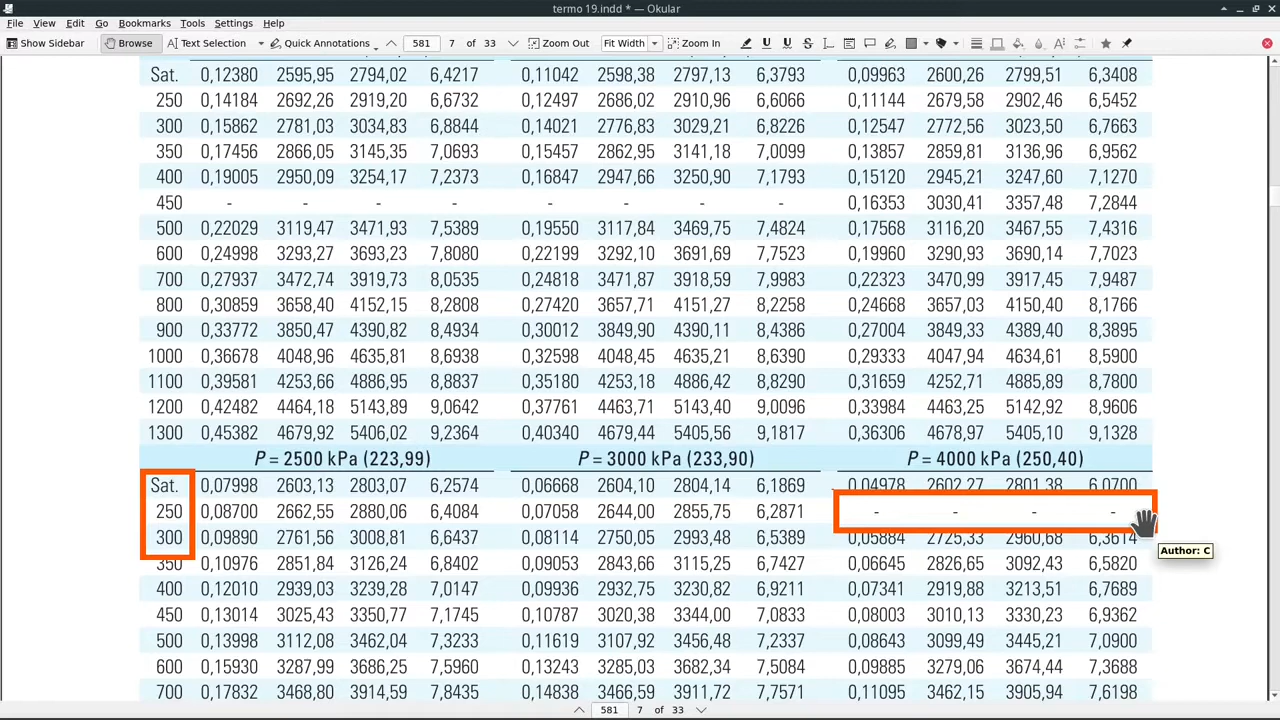 termo 19.indd * — Okular
File View Edit Go Bookmarks Tools Settings Help
Show Sidebar Browse Text Selection Quick Annotations 581 7 of 33 Zoom Out Fit Width Zoom In
Sat. 0,12380 2595,95 2794,02 6,4217 0,11042 2598,38 2797,13 6,3793 0,09963 2600,26 2799,51 6,3408
250 0,14184 2692,26 2919,20 6,6732 0,12497 2686,02 2910,96 6,6066 0,11144 2679,58 2902,46 6,5452
300 0,15862 2781,03 3034,83 6,8844 0,14021 2776,83 3029,21 6,8226 0,12547 2772,56 3023,50 6,7663
350 0,17456 2866,05 3145,35 7,0693 0,15457 2862,95 3141,18 7,0099 0,13857 2859,81 3136,96 6,9562
400 0,19005 2950,09 3254,17 7,2373 0,16847 2947,66 3250,90 7,1793 0,15120 2945,21 3247,60 7,1270
450 - - - - - - - - 0,16353 3030,41 3357,48 7,2844
500 0,22029 3119,47 3471,93 7,5389 0,19550 3117,84 3469,75 7,4824 0,17568 3116,20 3467,55 7,4316
600 0,24998 3293,27 3693,23 7,8080 0,22199 3292,10 3691,69 7,7523 0,19960 3290,93 3690,14 7,7023
700 0,27937 3472,74 3919,73 8,0535 0,24818 3471,87 3918,59 7,9983 0,22323 3470,99 3917,45 7,9487
800 0,30859 3658,40 4152,15 8,2808 0,27420 3657,71 4151,27 8,2258 0,24668 3657,03 4150,40 8,1766
900 0,33772 3850,47 4390,82 8,4934 0,30012 3849,90 4390,11 8,4386 0,27004 3849,33 4389,40 8,3895
1000 0,36678 4048,96 4635,81 8,6938 0,32598 4048,45 4635,21 8,6390 0,29333 4047,94 4634,61 8,5900
1100 0,39581 4253,66 4886,95 8,8837 0,35180 4253,18 4886,42 8,8290 0,31659 4252,71 4885,89 8,7800
1200 0,42482 4464,18 5143,89 9,0642 0,37761 4463,71 5143,40 9,0096 0,33984 4463,25 5142,92 8,9606
1300 0,45382 4679,92 5406,02 9,2364 0,40340 4679,44 5405,56 9,1817 0,36306 4678,97 5405,10 9,1328
P = 2500 kPa (223,99) P = 3000 kPa (233,90) P = 4000 kPa (250,40)
Sat. 0,07998 2603,13 2803,07 6,2574 0,06668 2604,10 2804,14 6,1869 0,04978 2602,27 2801,38 6,0700
250 0,08700 2662,55 2880,06 6,4084 0,07058 2644,00 2855,75 6,2871 - - - -
300 0,09890 2761,56 3008,81 6,6437 0,08114 2750,05 2993,48 6,5389 0,05884 2725,33 2960,68 6,3614
Author: C
350 0,10976 2851,84 3126,24 6,8402 0,09053 2843,66 3115,25 6,7427 0,06645 2826,65 3092,43 6,5820
400 0,12010 2939,03 3239,28 7,0147 0,09936 2932,75 3230,82 6,9211 0,07341 2919,88 3213,51 6,7689
450 0,13014 3025,43 3350,77 7,1745 0,10787 3020,38 3344,00 7,0833 0,08003 3010,13 3330,23 6,9362
500 0,13998 3112,08 3462,04 7,3233 0,11619 3107,92 3456,48 7,2337 0,08643 3099,49 3445,21 7,0900
600 0,15930 3287,99 3686,25 7,5960 0,13243 3285,03 3682,34 7,5084 0,09885 3279,06 3674,44 7,3688
700 0,17832 3468,80 3914,59 7,8435 0,14838 3466,59 3911,72 7,7571 0,11095 3462,15 3905,94 7,6198
581 7 of 33